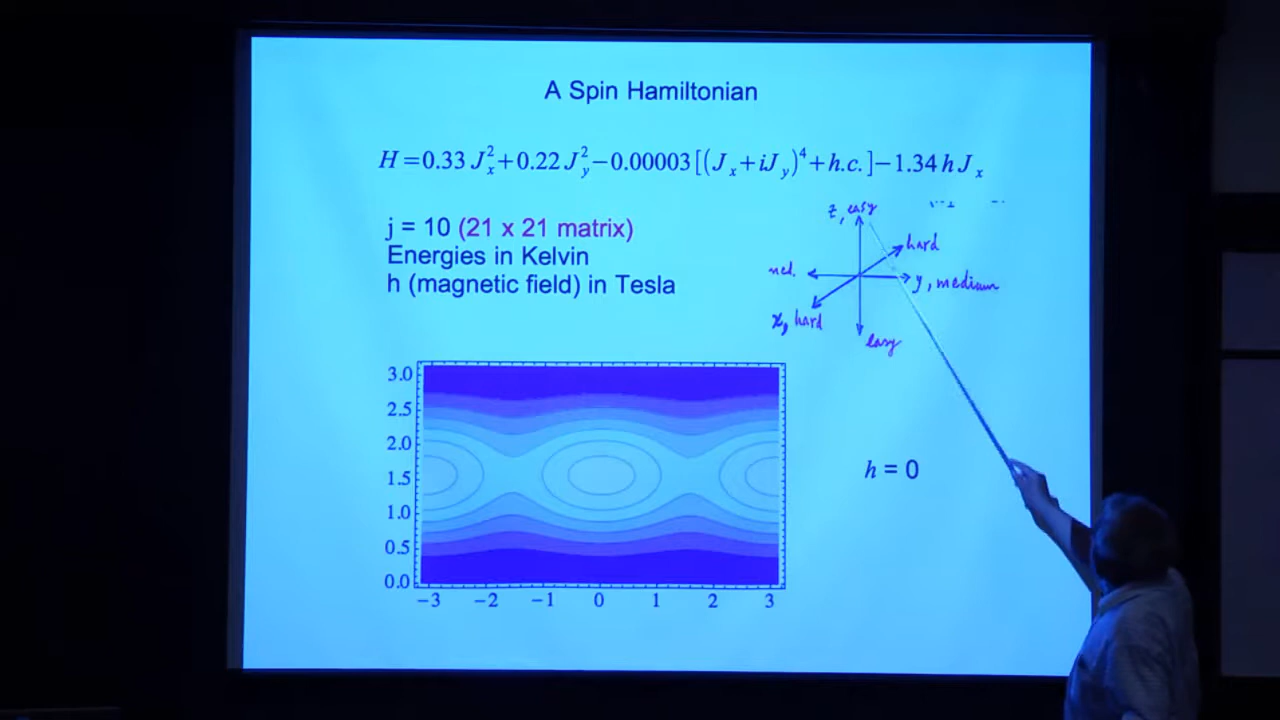 A Spin Hamiltonian
H=0.33 J_x^2+0.22 J_y^2−0.00003 [(J_x+iJ_y)^4+h.c.]−1.34 h J_x
j = 10 (21 x 21 matrix)
Energies in Kelvin
h (magnetic field) in Tesla
z, easy
hard
med.
y, medium
x, hard
easy
3.0
2.5
2.0
1.5
1.0
0.5
0.0
−3 −2 −1 0 1 2 3
h = 0